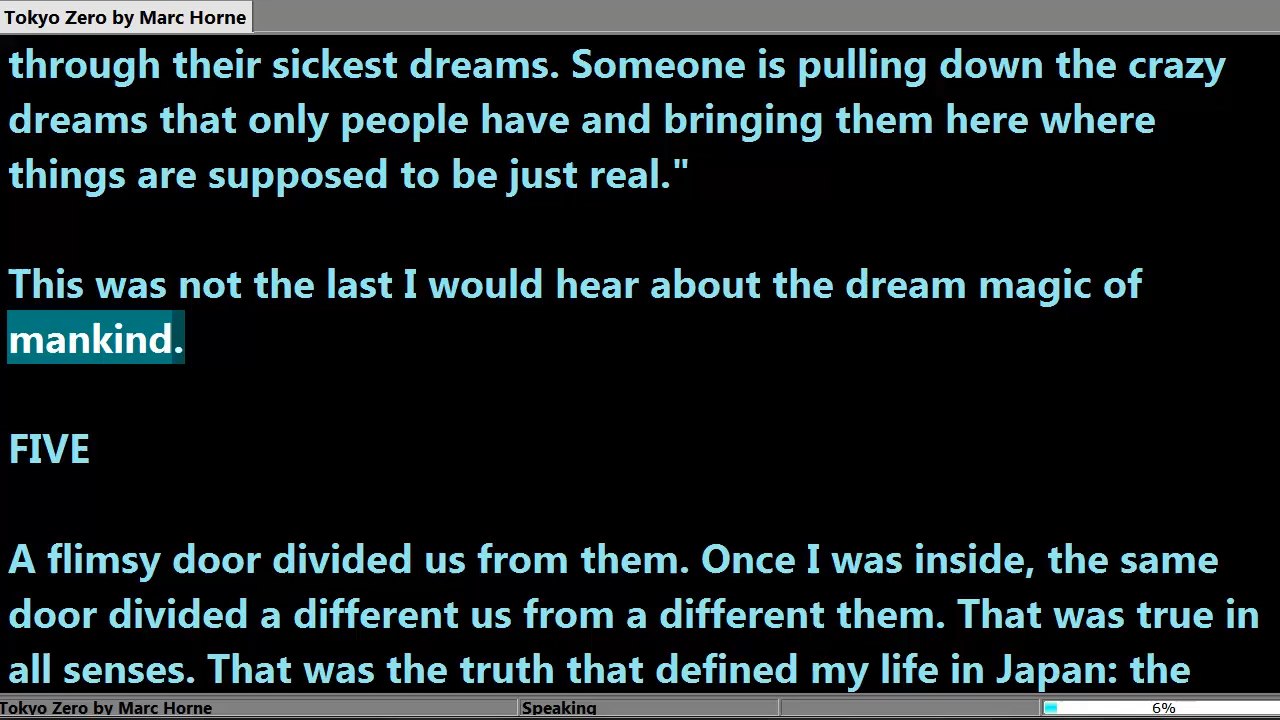 Tokyo Zero by Marc Horne
through their sickest dreams. Someone is pulling down the crazy
dreams that only people have and bringing them here where
things are supposed to be just real."
This was not the last I would hear about the dream magic of
mankind.
FIVE
A flimsy door divided us from them. Once I was inside, the same
door divided a different us from a different them. That was true in
all senses. That was the truth that defined my life in Japan: the
Tokyo Zero by Marc Horne Speaking 6%